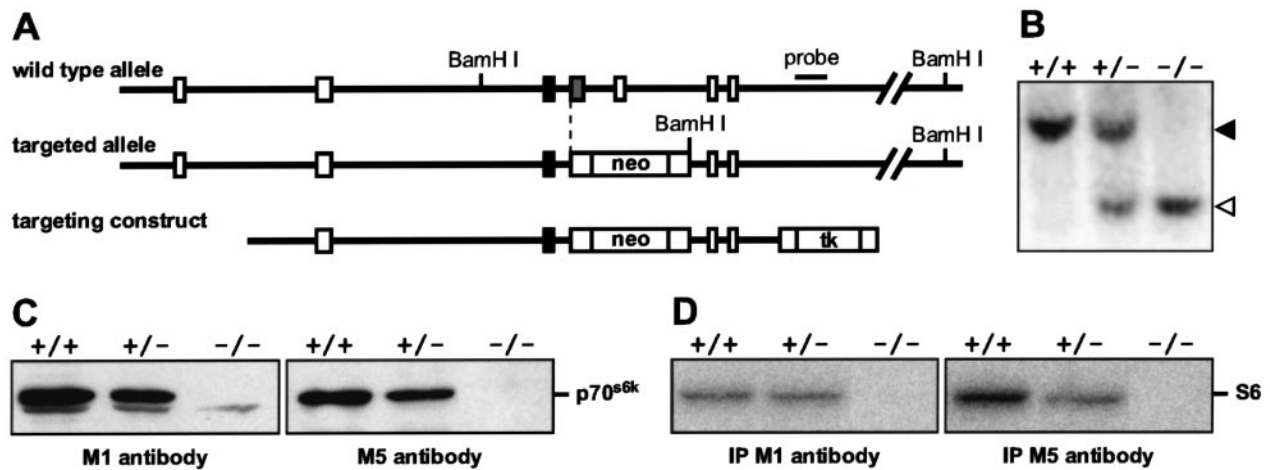 A
BamH I
probe
BamH I
wild type allele
BamH I
targeted allele
BamH I
neo
targeting construct
neo
tk
B
+/+ +/− −/−
C
+/+ +/− −/− +/+ +/− −/−
p70s6k
M1 antibody M5 antibody
D
+/+ +/− −/− +/+ +/− −/−
S6
IP M1 antibody IP M5 antibody